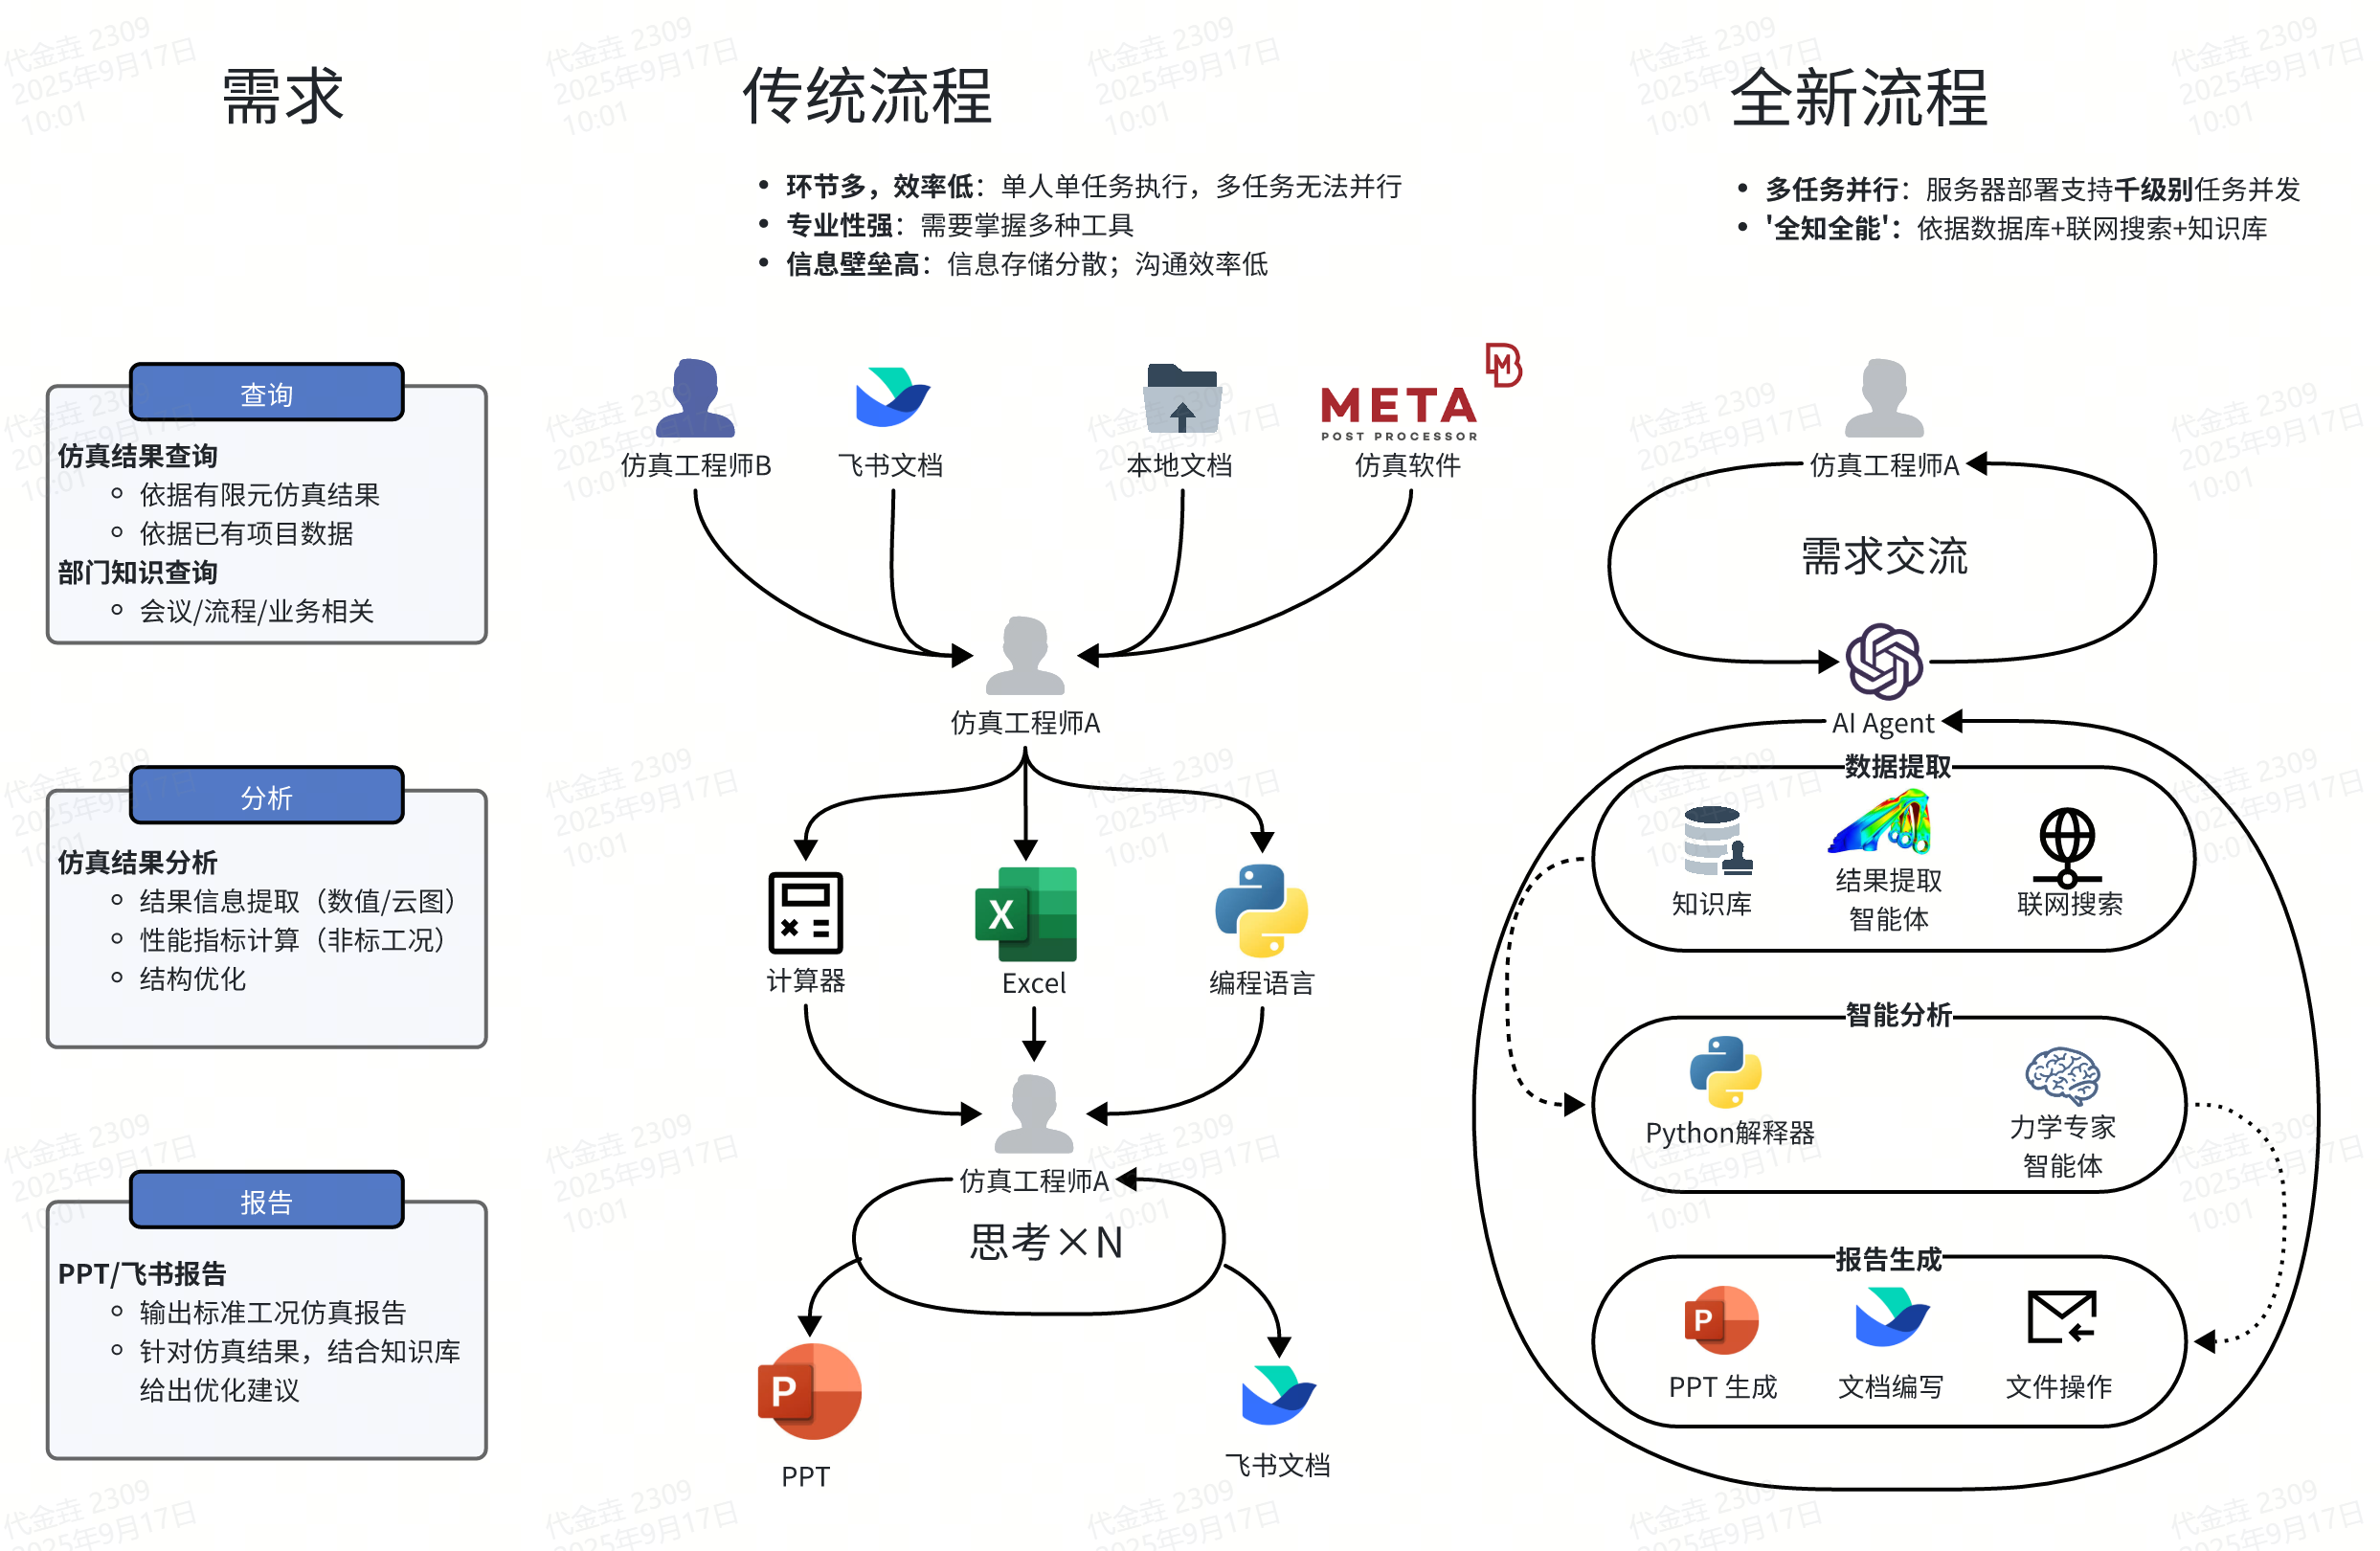 需求
查询
仿真结果查询
依据有限元仿真结果
依据已有项目数据
部门知识查询
会议/流程/业务相关
分析
仿真结果分析
结果信息提取（数值/云图）
性能指标计算（非标工况）
结构优化
报告
PPT/飞书报告
输出标准工况仿真报告
针对仿真结果，结合知识库
给出优化建议
传统流程
环节多，效率低：单人单任务执行，多任务无法并行
专业性强：需要掌握多种工具
信息壁垒高：信息存储分散；沟通效率低
META
POST PROCESSOR
仿真工程师B
飞书文档
本地文档
仿真软件
仿真工程师A
X
计算器
Excel
编程语言
仿真工程师A
思考×N
P
PPT
飞书文档
全新流程
多任务并行：服务器部署支持千级别任务并发
'全知全能'：依据数据库+联网搜索+知识库
仿真工程师A
需求交流
AI Agent
数据提取
知识库
结果提取
智能体
联网搜索
智能分析
Python解释器
力学专家
智能体
报告生成
P
PPT 生成
文档编写
文件操作
代金垚 2309
2025年9月17日
10:01